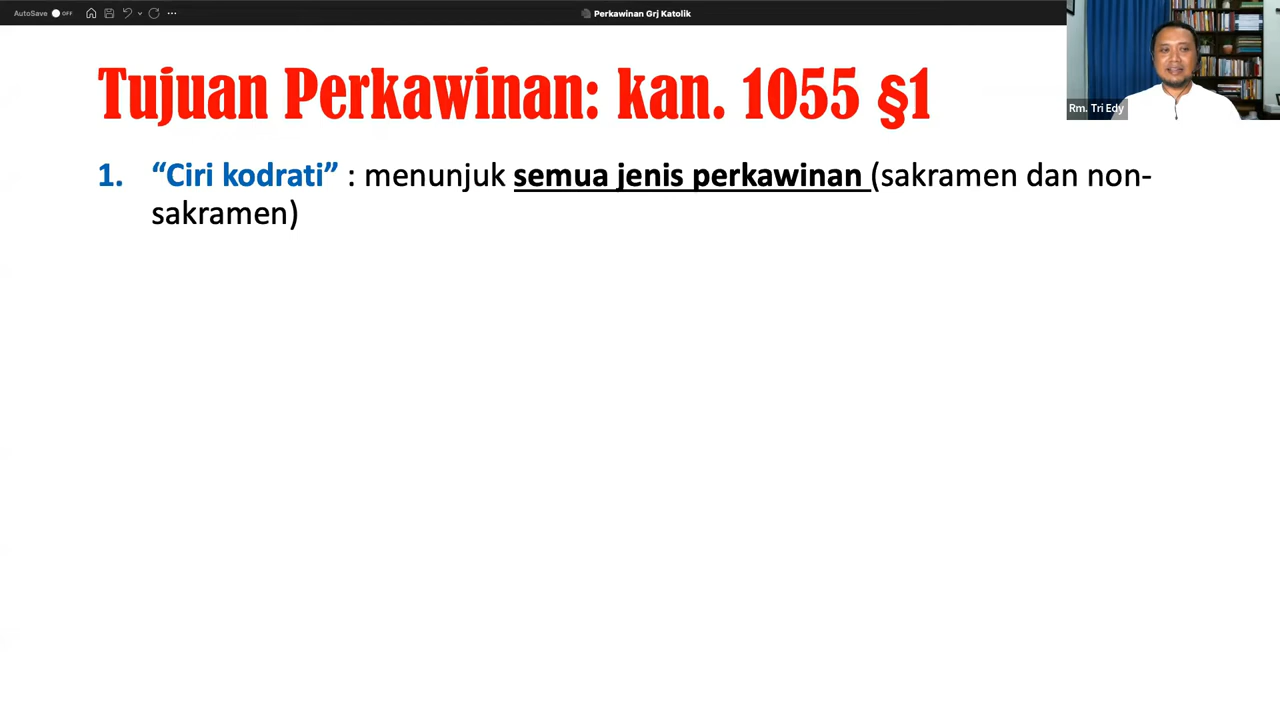 AutoSave OFF
Perkawinan Grj Katolik
Rm. Tri Edy
Tujuan Perkawinan: kan. 1055 §1
1. “Ciri kodrati” : menunjuk semua jenis perkawinan (sakramen dan non-
sakramen)